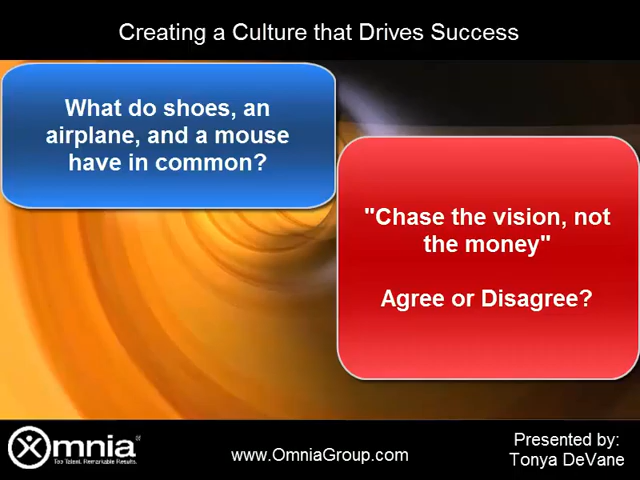 Creating a Culture that Drives Success
What do shoes, an
airplane, and a mouse
have in common?
"Chase the vision, not
the money"
Agree or Disagree?
Omnia
Top Talent. Remarkable Results.
www.OmniaGroup.com
Presented by:
Tonya DeVane